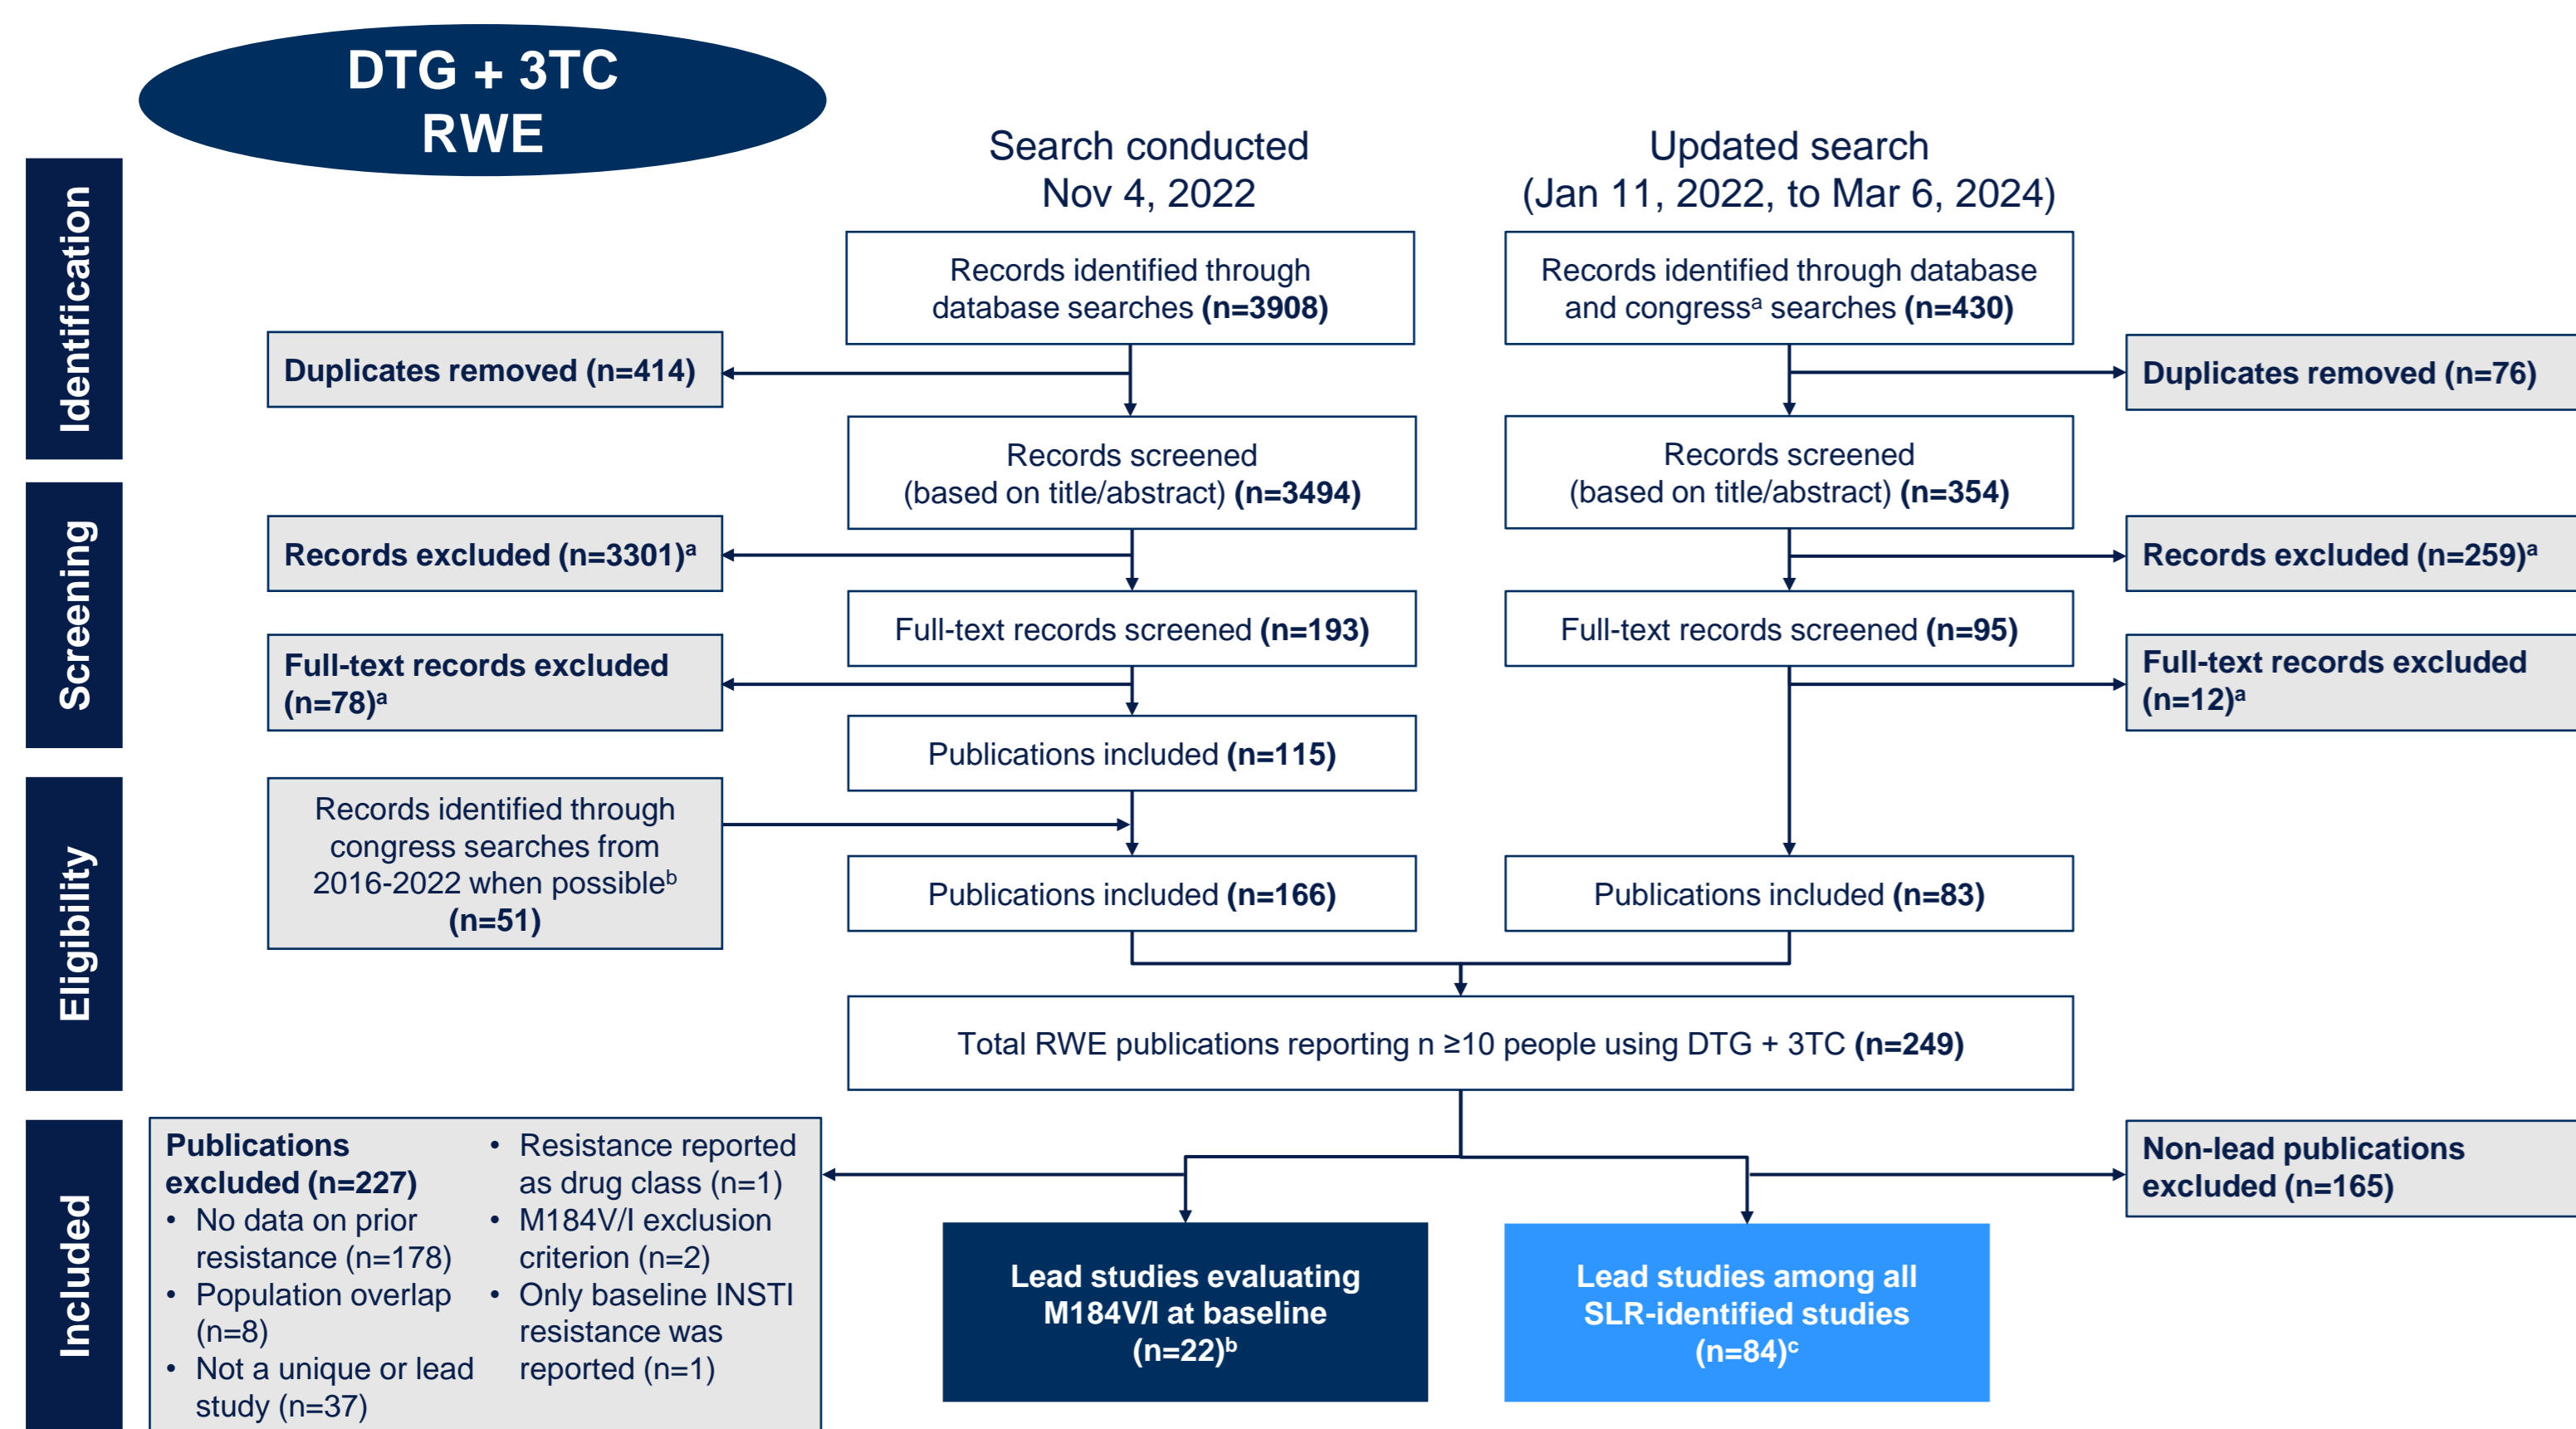 DTG + 3TC
RWE
Search conducted
Nov 4, 2022
Updated search
(Jan 11, 2022, to Mar 6, 2024)
Identification
Records identified through
database searches (n=3908)
Records identified through database
and congressᵃ searches (n=430)
Duplicates removed (n=414)
Duplicates removed (n=76)
Records screened
(based on title/abstract) (n=3494)
Records screened
(based on title/abstract) (n=354)
Screening
Records excluded (n=3301)ᵃ
Records excluded (n=259)ᵃ
Full-text records screened (n=193)
Full-text records screened (n=95)
Full-text records excluded
(n=78)ᵃ
Full-text records excluded
(n=12)ᵃ
Publications included (n=115)
Eligibility
Records identified through
congress searches from
2016-2022 when possibleᵇ
(n=51)
Publications included (n=166)
Publications included (n=83)
Total RWE publications reporting n ≥10 people using DTG + 3TC (n=249)
Included
Publications
excluded (n=227)
• No data on prior
resistance (n=178)
• Population overlap
(n=8)
• Not a unique or lead
study (n=37)
• Resistance reported
as drug class (n=1)
• M184V/I exclusion
criterion (n=2)
• Only baseline INSTI
resistance was
reported (n=1)
Lead studies evaluating
M184V/I at baseline
(n=22)ᵇ
Lead studies among all
SLR-identified studies
(n=84)ᶜ
Non-lead publications
excluded (n=165)